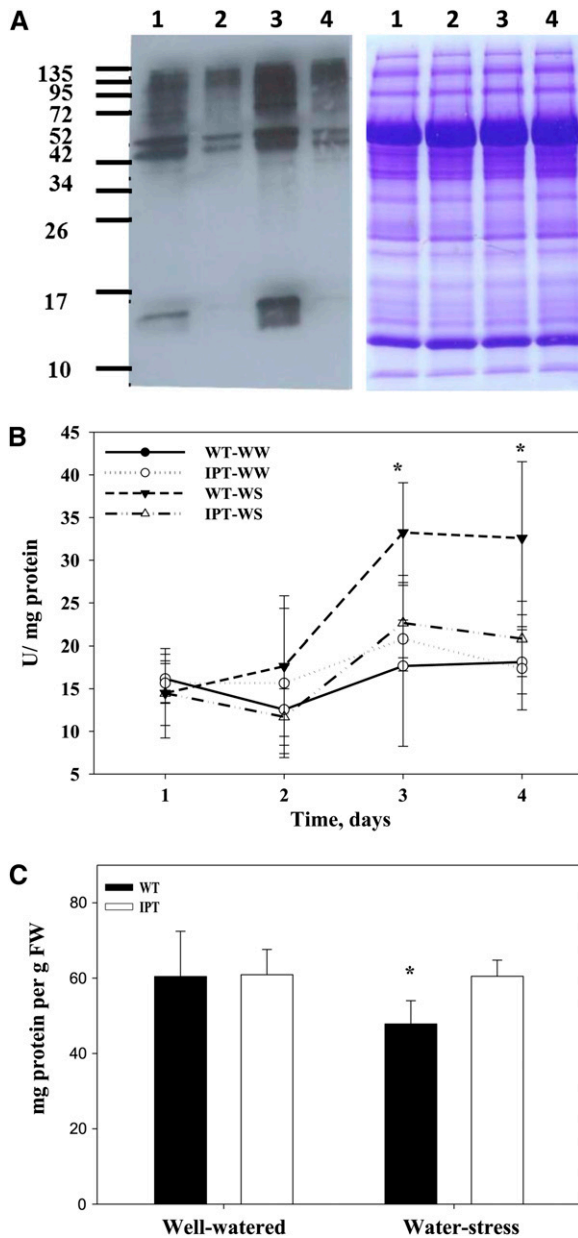 A
1 2 3 4
1 2 3 4
135
95
72
52
42
34
26
17
10
B
45
40
35
30
25
20
15
10
5
U/ mg protein
WT-WW
IPT-WW
WT-WS
IPT-WS
*
*
1 2 3 4
Time, days
C
WT
IPT
80
60
40
20
0
mg protein per g FW
*
Well-watered Water-stress